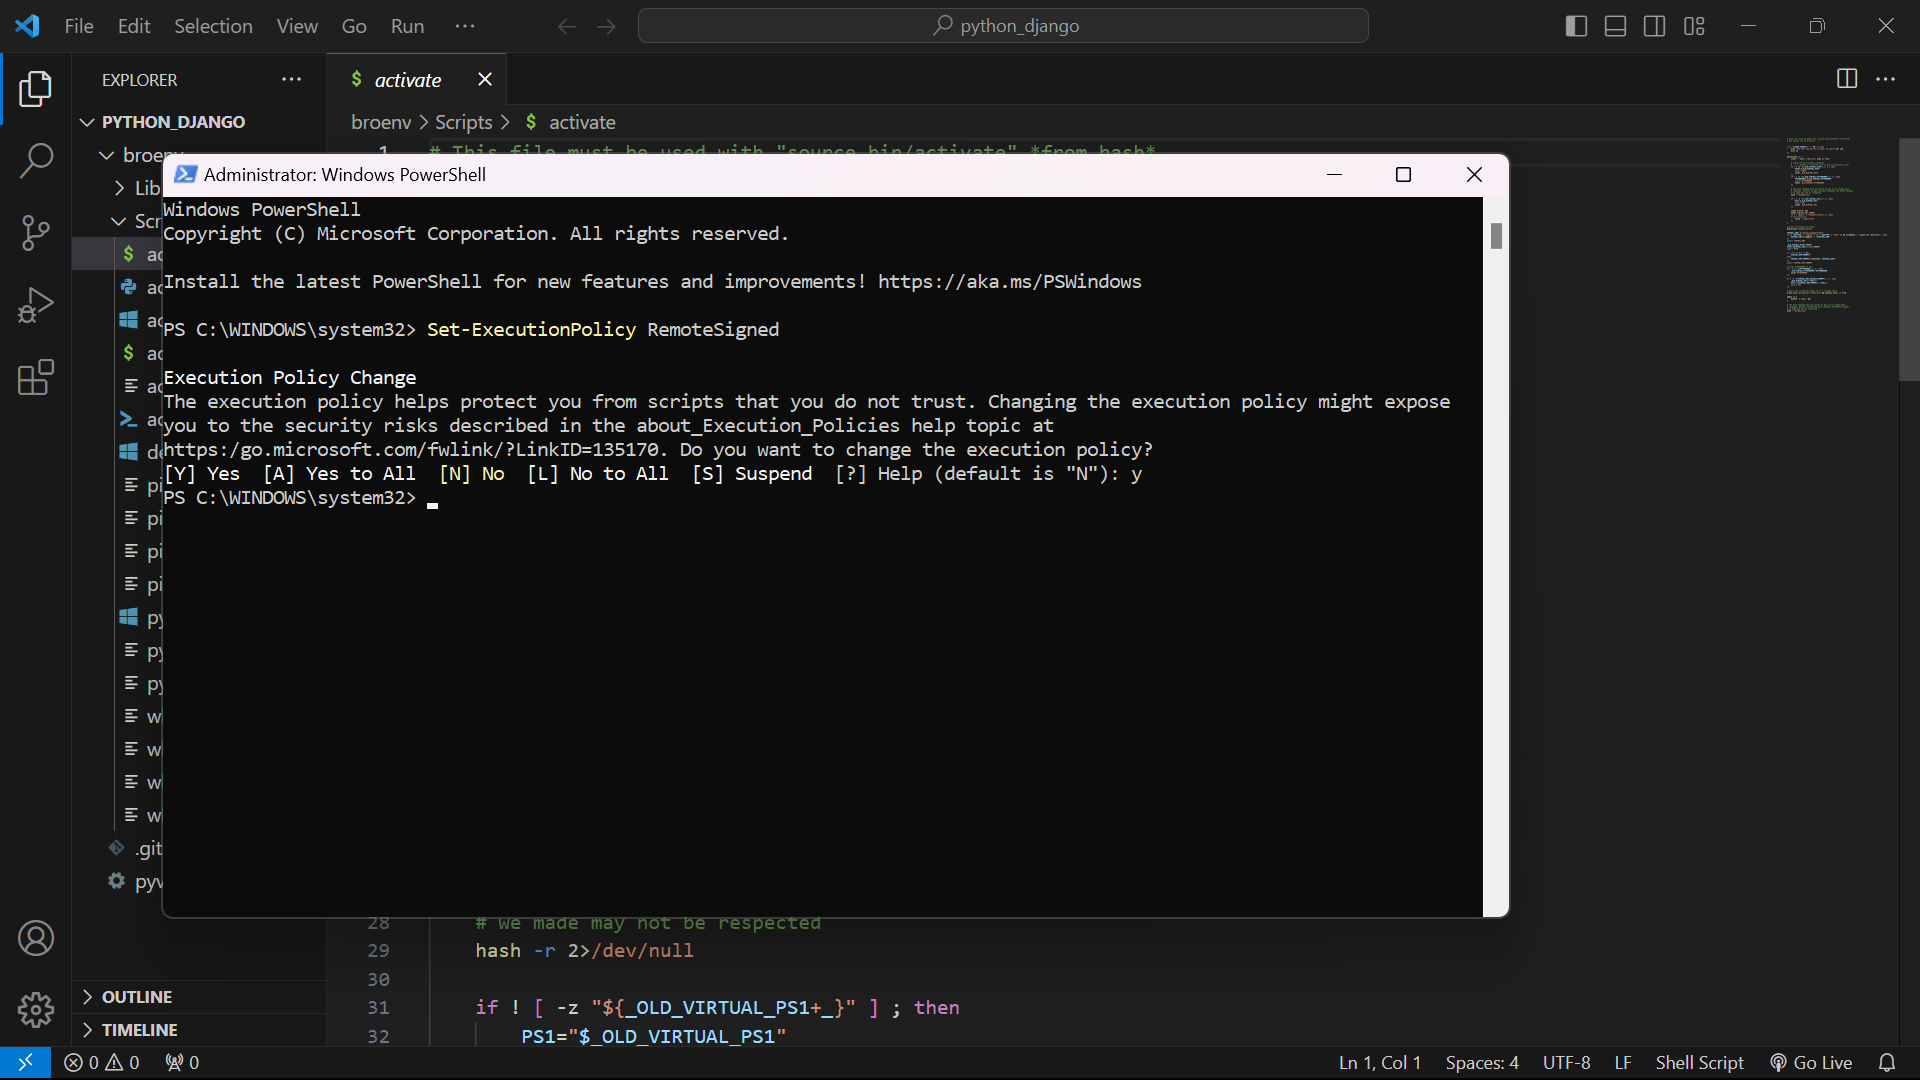 File Edit Selection View Go Run ...
python_django
EXPLORER
activate
PYTHON_DJANGO
broenv > Scripts > $ activate
1 # This file must be used with "source bin/activate" *from bash*
Administrator: Windows PowerShell
Windows PowerShell
Copyright (C) Microsoft Corporation. All rights reserved.
Install the latest PowerShell for new features and improvements! https://aka.ms/PSWindows
PS C:\WINDOWS\system32> Set-ExecutionPolicy RemoteSigned
Execution Policy Change
The execution policy helps protect you from scripts that you do not trust. Changing the execution policy might expose
you to the security risks described in the about_Execution_Policies help topic at
https:/go.microsoft.com/fwlink/?LinkID=135170. Do you want to change the execution policy?
[Y] Yes [A] Yes to All [N] No [L] No to All [S] Suspend [?] Help (default is "N"): y
PS C:\WINDOWS\system32>
broenv
Lib
Scr
ac
ac
ac
ac
ac
ac
de
pi
pi
pi
pi
py
py
py
w
w
w
w
.git
pyv
28 # we made may not be respected
29 hash -r 2>/dev/null
30
31 if ! [ -z "${_OLD_VIRTUAL_PS1+_}" ] ; then
32 PS1="$_OLD_VIRTUAL_PS1"
OUTLINE
TIMELINE
0 0 0
Ln 1, Col 1 Spaces: 4 UTF-8 LF Shell Script Go Live